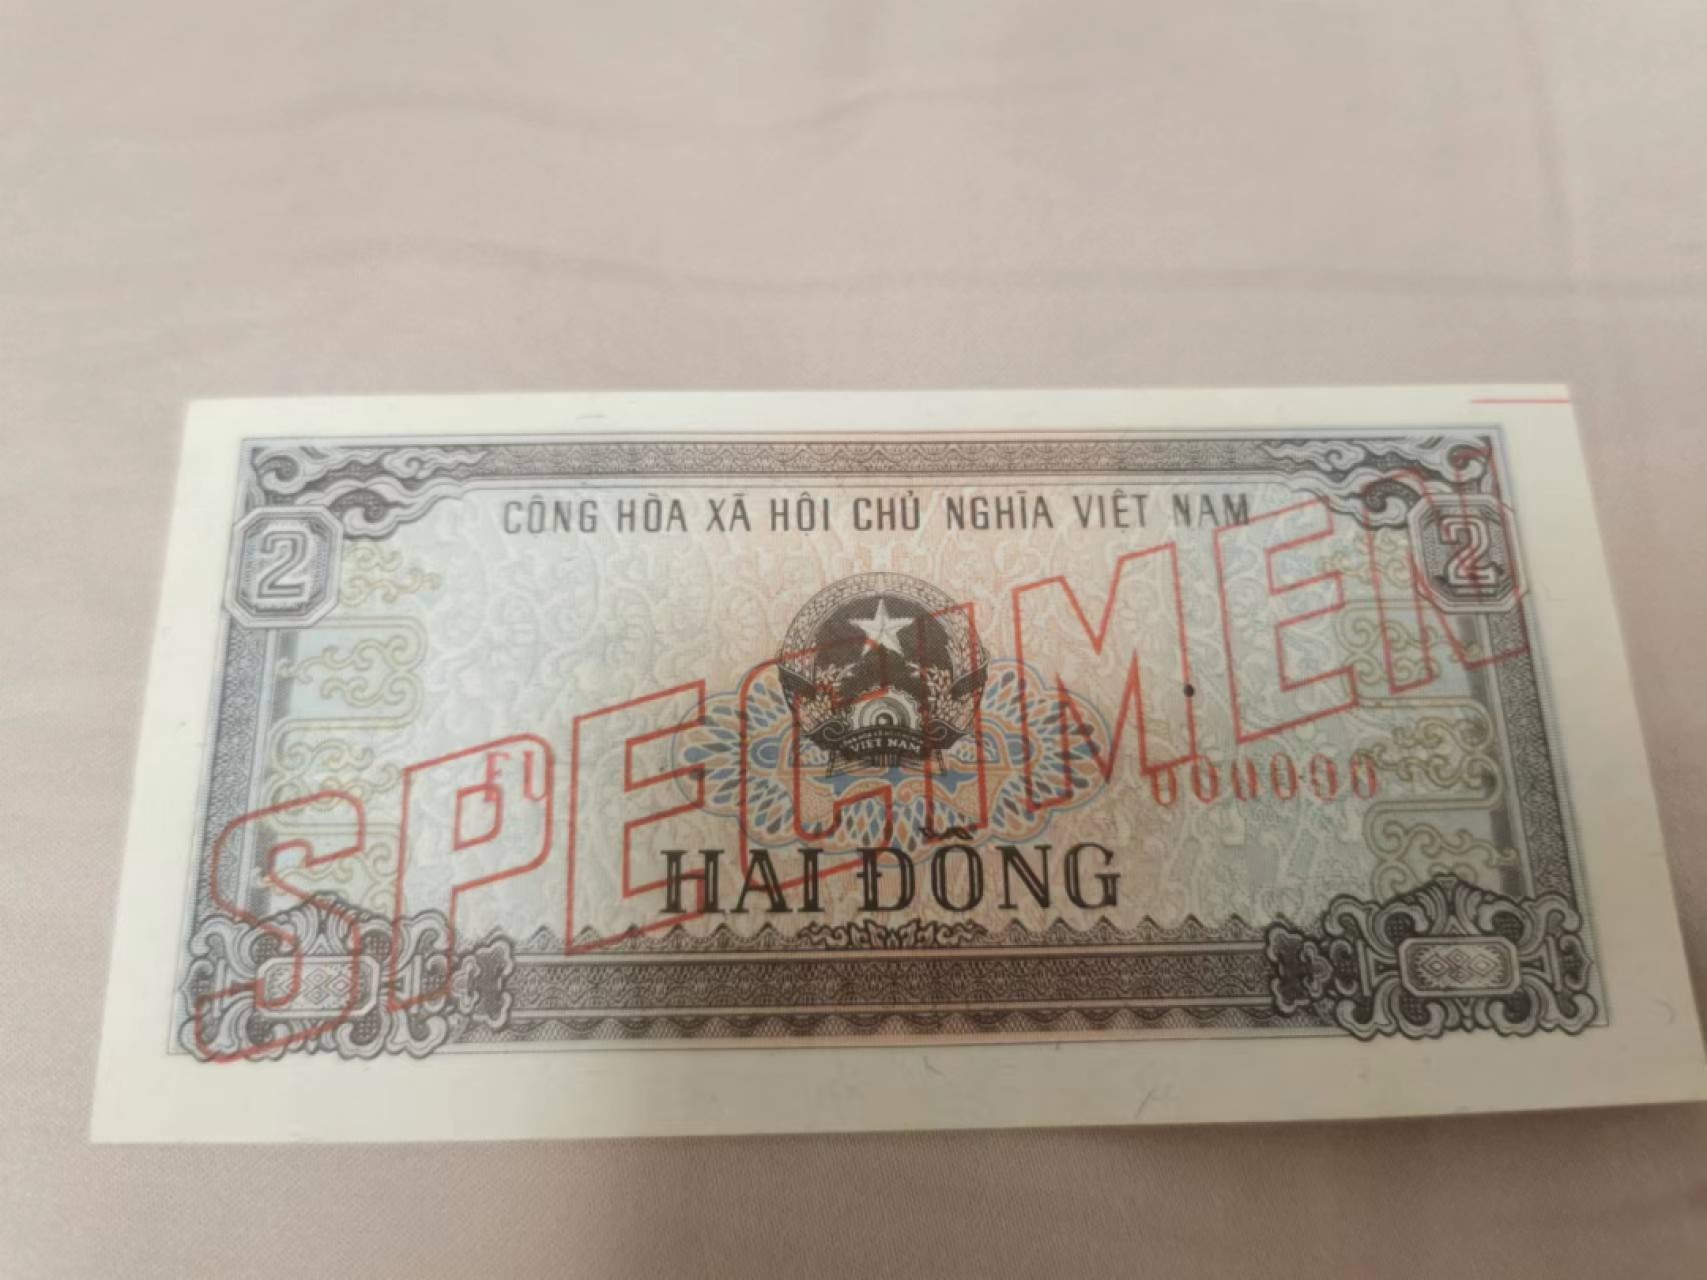 CỘNG HÒA XÃ HỘI CHỦ NGHĨA VIỆT NAM
2
2
SPECIMEN
VIỆT NAM
000000
HAI ĐỒNG